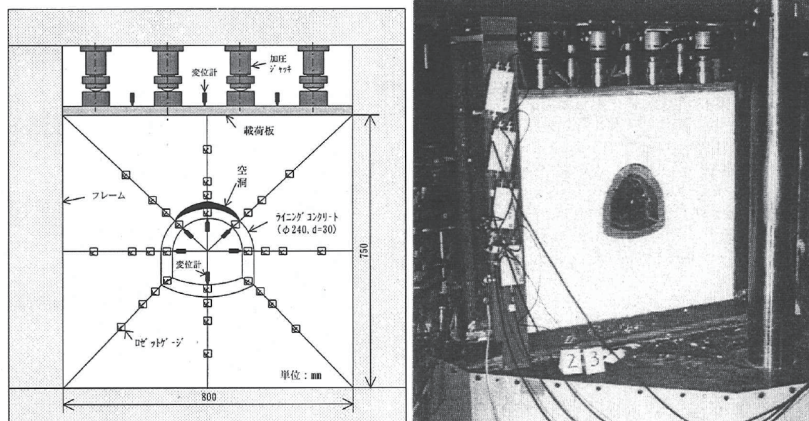 加圧
ジャッキ
変位計
載荷板
空
洞
フレーム
ライニングコンクリート
(φ240, d=30)
変位計
ロゼットゲージ
単位：mm
750
800
2 3